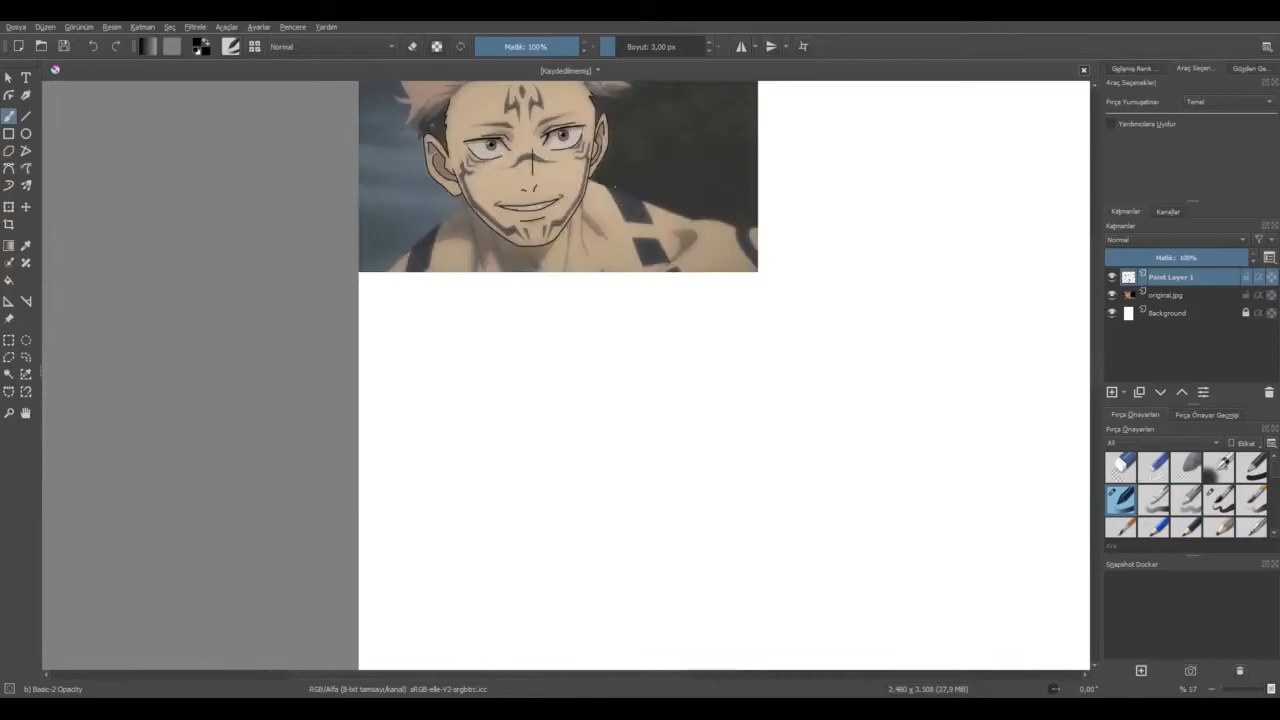 Dosya Düzen Görünüm Resim Katman Seç Filtrele Araçlar Ayarlar Pencere Yardım
Normal Matlık: 100% Boyut: 3,00 px
[Kaydedilmemiş] *
Gelişmiş Renk ... Araç Seçen... Gözden Ge...
Araç Seçenekleri
Fırça Yumuşatma: Temel
Yardımcılara Uydur
Katmanlar Kanallar
Katmanlar
Normal
Matlık: 100%
Paint Layer 1
original.jpg
Background
Fırça Önayarları Fırça Önayar Geçmişi
Fırça Önayarları
All Etiket
Ara
Snapshot Docker
b) Basic-2 Opacity RGB/Alfa (8-bit tamsayı/kanal) sRGB-elle-V2-srgbtrc.icc 2.480 x 3.508 (37,9 MiB) 0,00° % 17